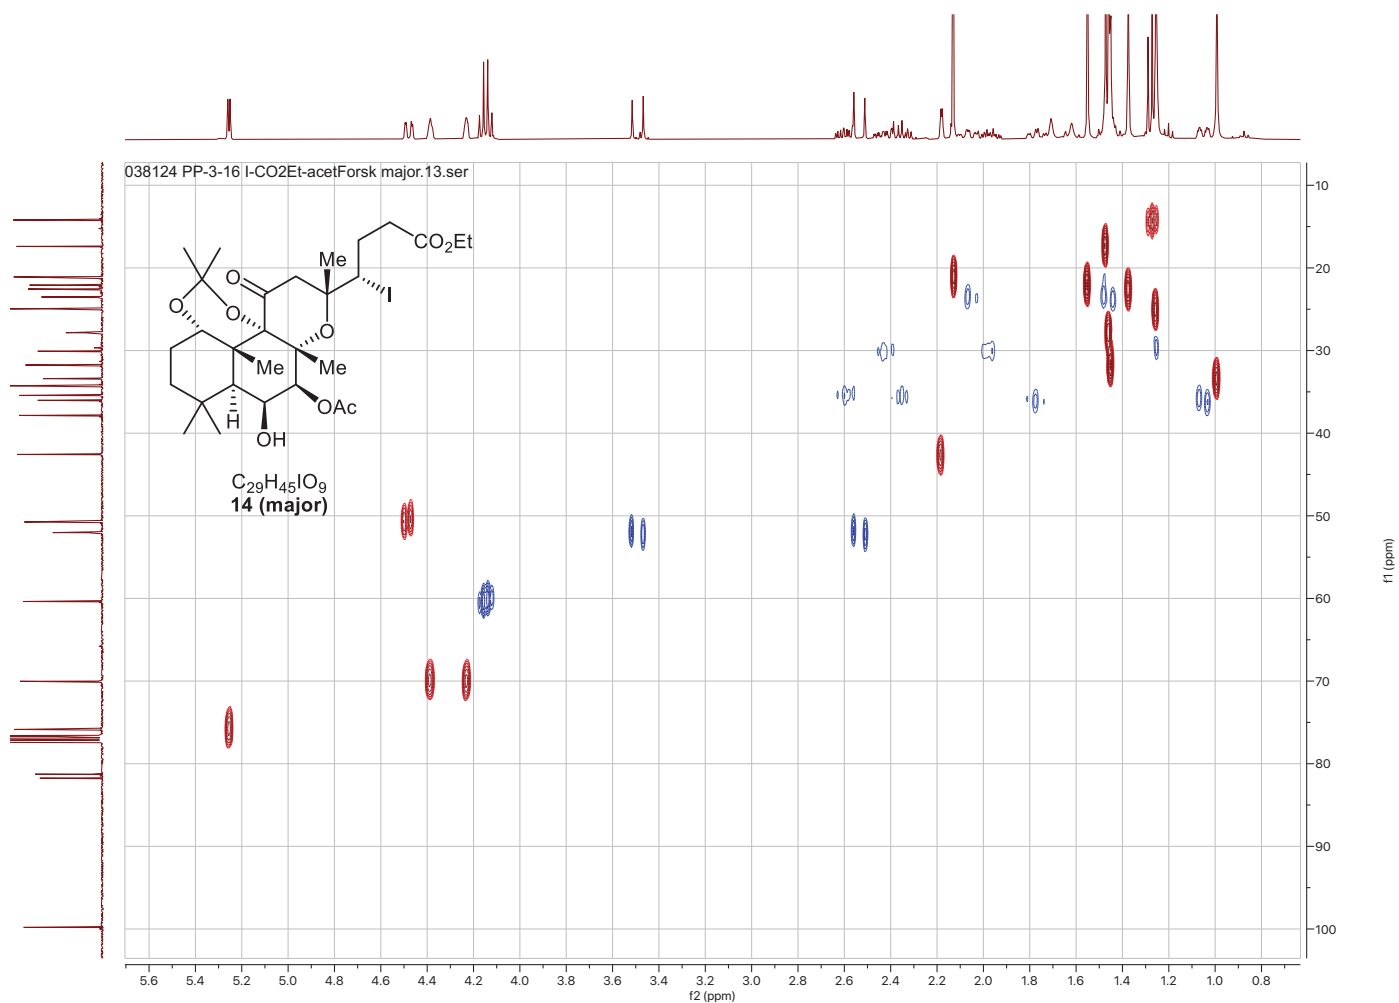 038124 PP-3-16 I-CO2Et-acetForsk major.13.ser
CO₂Et
Me
O
I
O
O
O
Me
Me
OAc
H
OH
C₂₉H₄₅IO₉
14 (major)
10
20
30
40
50
60
70
80
90
100
f1 (ppm)
5.6 5.4 5.2 5.0 4.8 4.6 4.4 4.2 4.0 3.8 3.6 3.4 3.2 3.0 2.8 2.6 2.4 2.2 2.0 1.8 1.6 1.4 1.2 1.0 0.8
f2 (ppm)